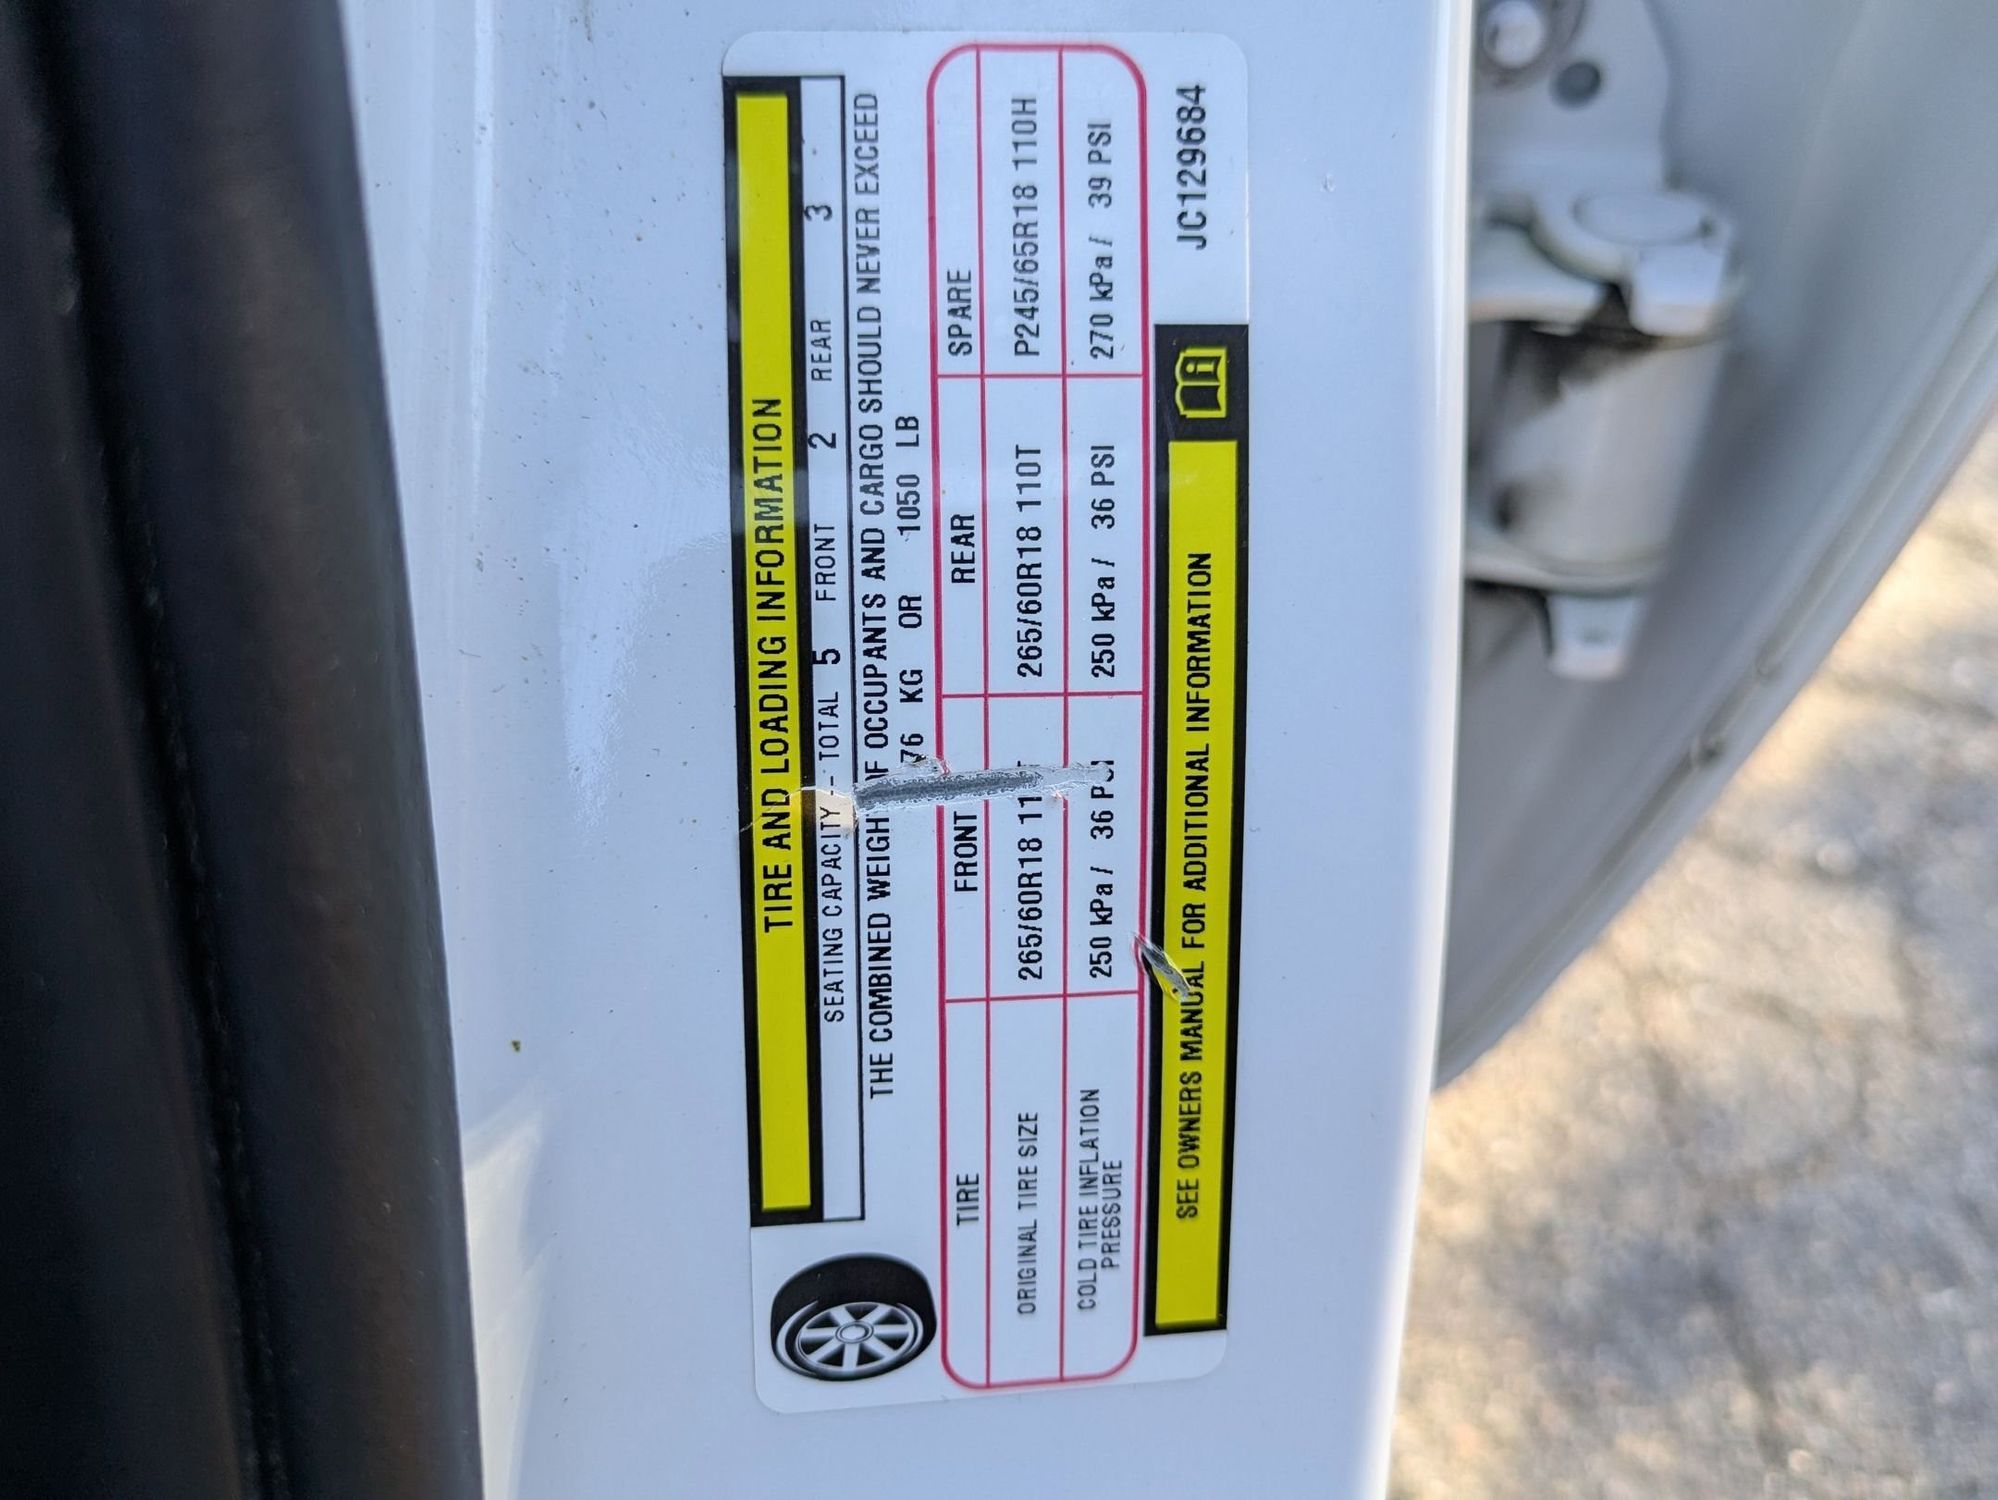 TIRE AND LOADING INFORMATION
SEATING CAPACITY -- TOTAL 5 FRONT 2 REAR 3
THE COMBINED WEIGHT OF OCCUPANTS AND CARGO SHOULD NEVER EXCEED
76 KG OR 1050 LB
TIRE FRONT REAR SPARE
ORIGINAL TIRE SIZE 265/60R18 11 265/60R18 110T P245/65R18 110H
COLD TIRE INFLATION PRESSURE 250 kPa / 36 PSI 250 kPa / 36 PSI 270 kPa / 39 PSI
SEE OWNERS MANUAL FOR ADDITIONAL INFORMATION
JC129684